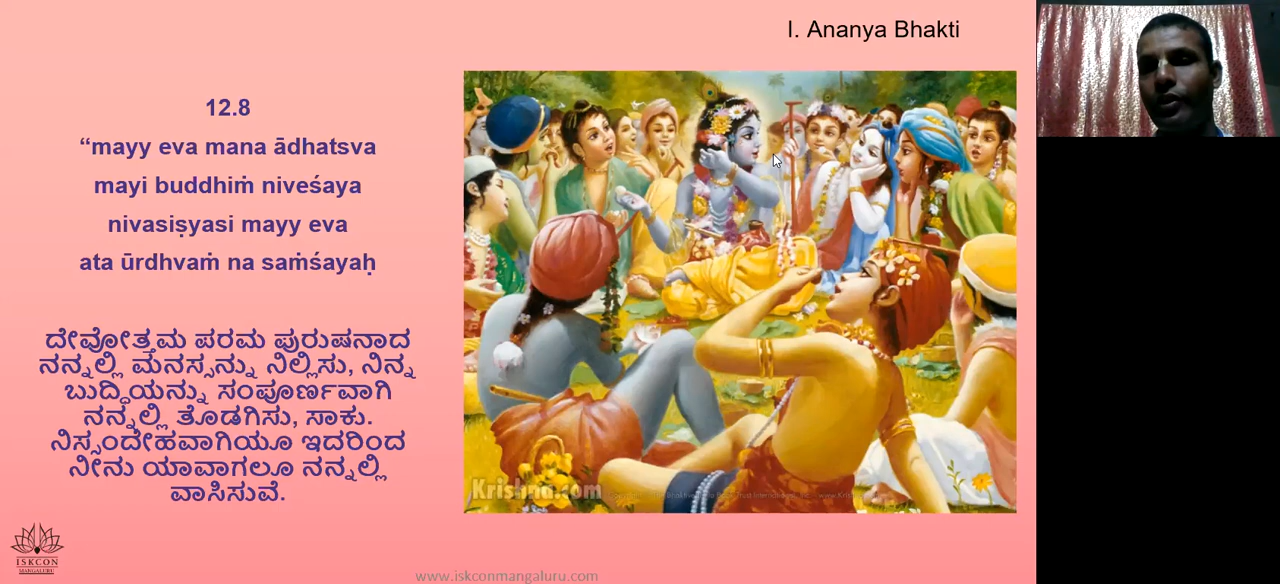 I. Ananya Bhakti
12.8
“mayy eva mana ādhatsva
mayi buddhiṁ niveśaya
nivasiṣyasi mayy eva
ata ūrdhvaṁ na saṁśayaḥ
ದೇವೋತ್ತಮ ಪರಮ ಪುರುಷನಾದ
ನನ್ನಲ್ಲಿ ಮನಸ್ಸನ್ನು ನಿಲ್ಲಿಸು, ನಿನ್ನ
ಬುದ್ಧಿಯನ್ನು ಸಂಪೂರ್ಣವಾಗಿ
ನನ್ನಲ್ಲಿ ತೊಡಗಿಸು, ಸಾಕು.
ನಿಸ್ಸಂದೇಹವಾಗಿಯೂ ಇದರಿಂದ
ನೀನು ಯಾವಾಗಲೂ ನನ್ನಲ್ಲಿ
ವಾಸಿಸುವೆ.
Krishna.com
ISKCON
MANGALURU
www.iskconmangaluru.com